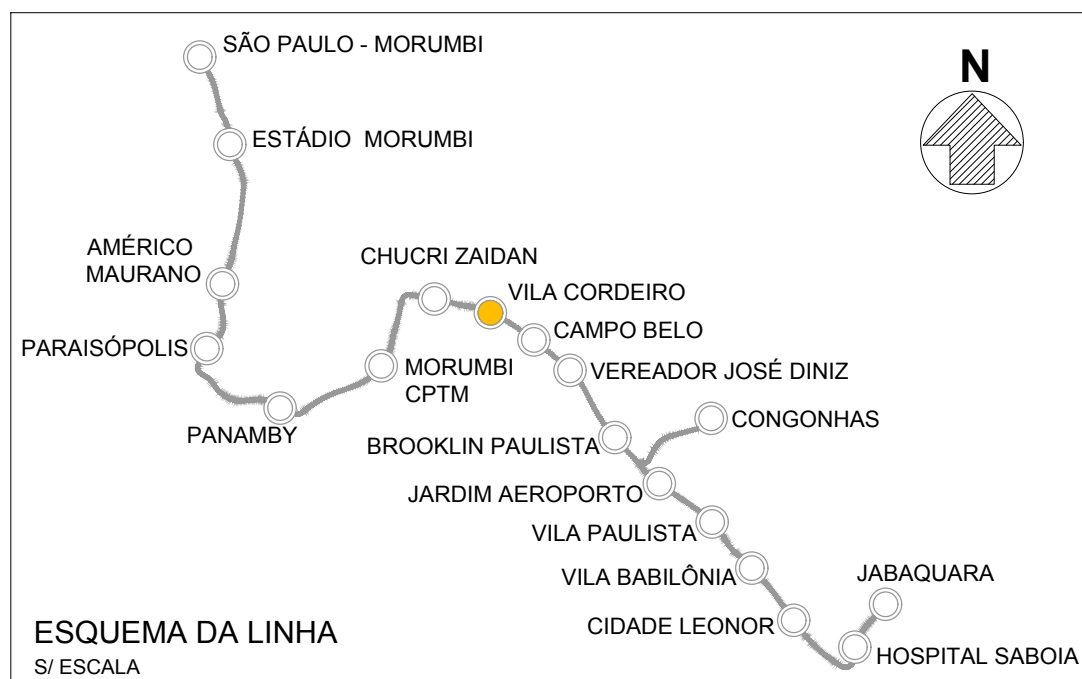 SÃO PAULO - MORUMBI
N
ESTÁDIO MORUMBI
AMÉRICO
MAURANO
CHUCRI ZAIDAN
VILA CORDEIRO
CAMPO BELO
PARAISÓPOLIS
MORUMBI
CPTM
VEREADOR JOSÉ DINIZ
PANAMBY
CONGONHAS
BROOKLIN PAULISTA
JARDIM AEROPORTO
VILA PAULISTA
VILA BABILÔNIA
JABAQUARA
CIDADE LEONOR
HOSPITAL SABOIA
ESQUEMA DA LINHA
S/ ESCALA